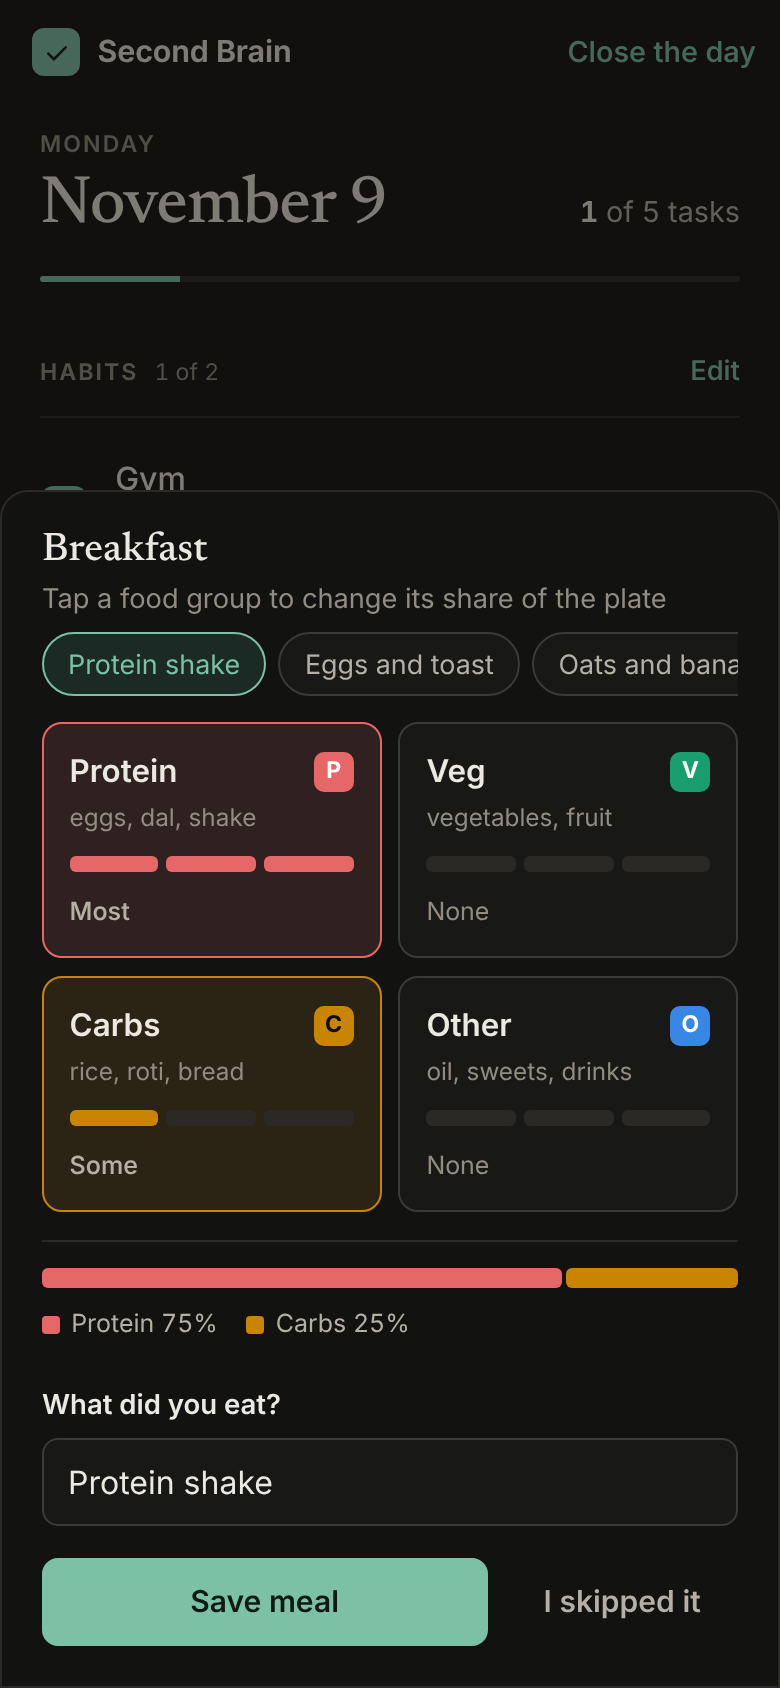 Second Brain
Close the day
MONDAY
November 9
1 of 5 tasks
HABITS 1 of 2
Edit
Gym
Breakfast
Tap a food group to change its share of the plate
Protein shake
Eggs and toast
Oats and bana
Protein
P
eggs, dal, shake
Most
Veg
V
vegetables, fruit
None
Carbs
C
rice, roti, bread
Some
Other
O
oil, sweets, drinks
None
Protein 75%
Carbs 25%
What did you eat?
Protein shake
Save meal
I skipped it